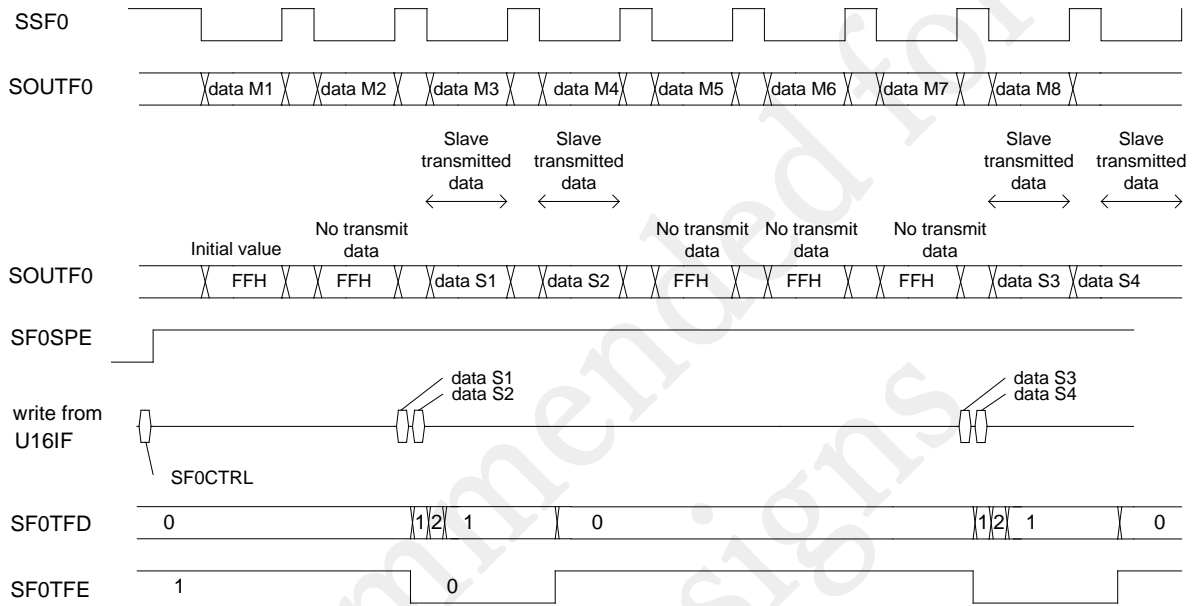 SSF0
SOUTF0 data M1 data M2 data M3 data M4 data M5 data M6 data M7 data M8
Slave transmitted data
Slave transmitted data
Slave transmitted data
Slave transmitted data
Initial value
No transmit data
No transmit data
No transmit data
No transmit data
SOUTF0 FFH FFH data S1 data S2 FFH FFH FFH data S3 data S4
SF0SPE
data S1
data S2
data S3
data S4
write from
U16IF
SF0CTRL
SF0TFD 0 1 2 1 0 1 2 1 0
SF0TFE 1 0